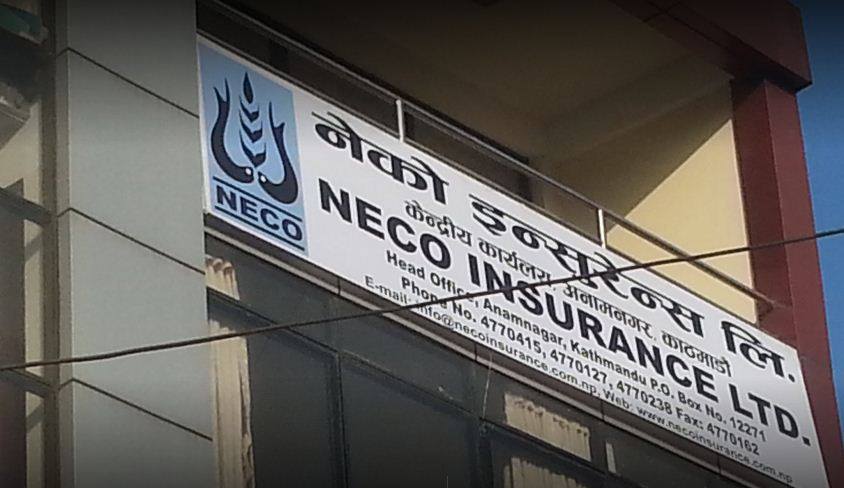 NECO
नेको इन्सुरेन्स लि.
केन्द्रीय कार्यलय, अनामनगर, काठमाडौं
NECO INSURANCE LTD.
Head Office, Anamnagar, Kathmandu P.O. Box No. 12271
Phone No. 4770415, 4770127, 4770238 Fax: 4770162
E-mail: info@necoinsurance.com.np, Web: www.necoinsurance.com.np